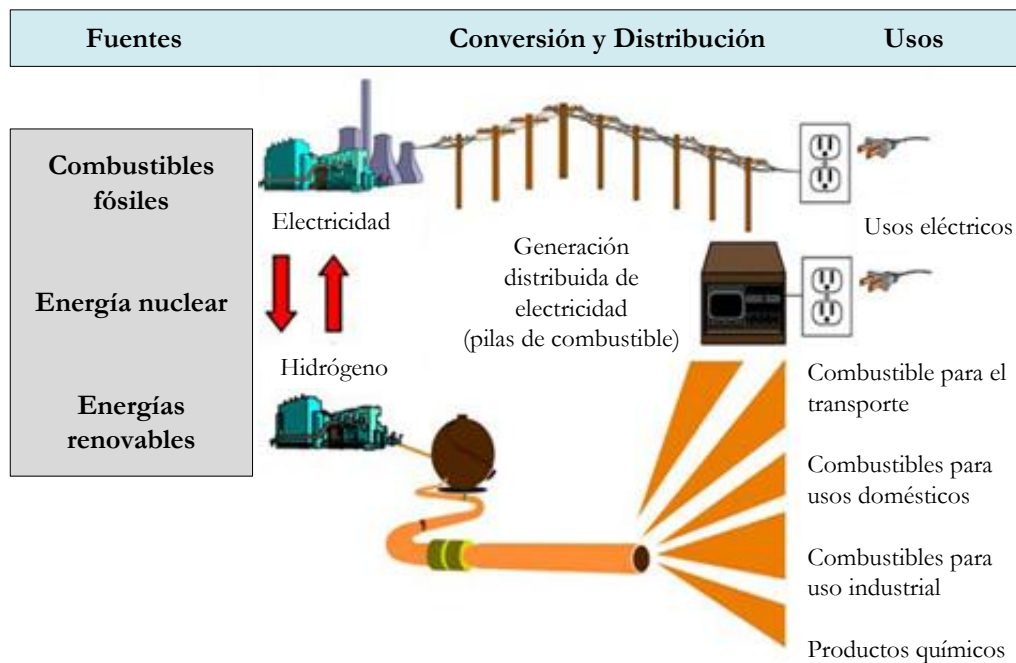 Fuentes
Conversión y Distribución
Usos
Combustibles
fósiles
Energía nuclear
Energías
renovables
Electricidad
Hidrógeno
Generación
distribuida de
electricidad
(pilas de combustible)
Usos eléctricos
Combustible para el
transporte
Combustibles para
usos domésticos
Combustibles para
uso industrial
Productos químicos